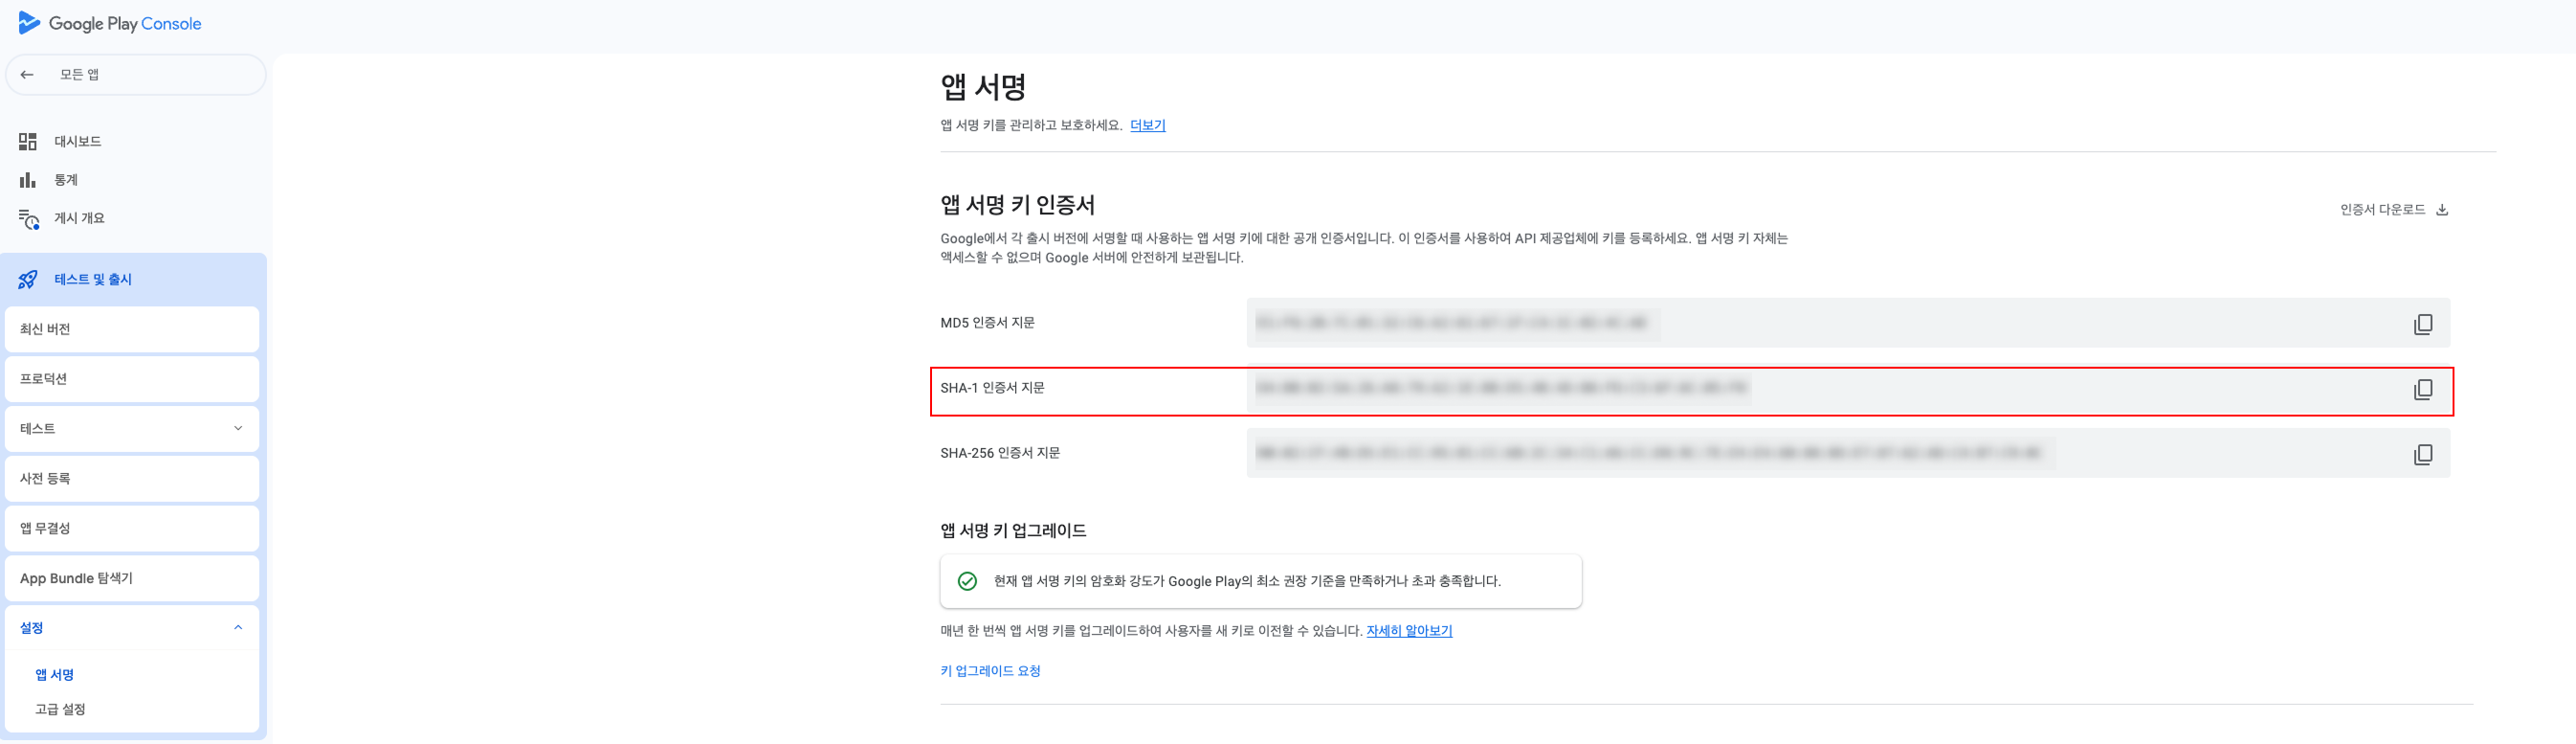 Google Play Console
모든 앱
대시보드
통계
게시 개요
테스트 및 출시
최신 버전
프로덕션
테스트
사전 등록
앱 무결성
App Bundle 탐색기
설정
앱 서명
고급 설정
앱 서명
앱 서명 키를 관리하고 보호하세요. 더보기
앱 서명 키 인증서
인증서 다운로드
Google에서 각 출시 버전에 서명할 때 사용하는 앱 서명 키에 대한 공개 인증서입니다. 이 인증서를 사용하여 API 제공업체에 키를 등록하세요. 앱 서명 키 자체는
액세스할 수 없으며 Google 서버에 안전하게 보관됩니다.
MD5 인증서 지문
SHA-1 인증서 지문
SHA-256 인증서 지문
앱 서명 키 업그레이드
현재 앱 서명 키의 암호화 강도가 Google Play의 최소 권장 기준을 만족하거나 초과 충족합니다.
매년 한 번씩 앱 서명 키를 업그레이드하여 사용자를 새 키로 이전할 수 있습니다. 자세히 알아보기
키 업그레이드 요청